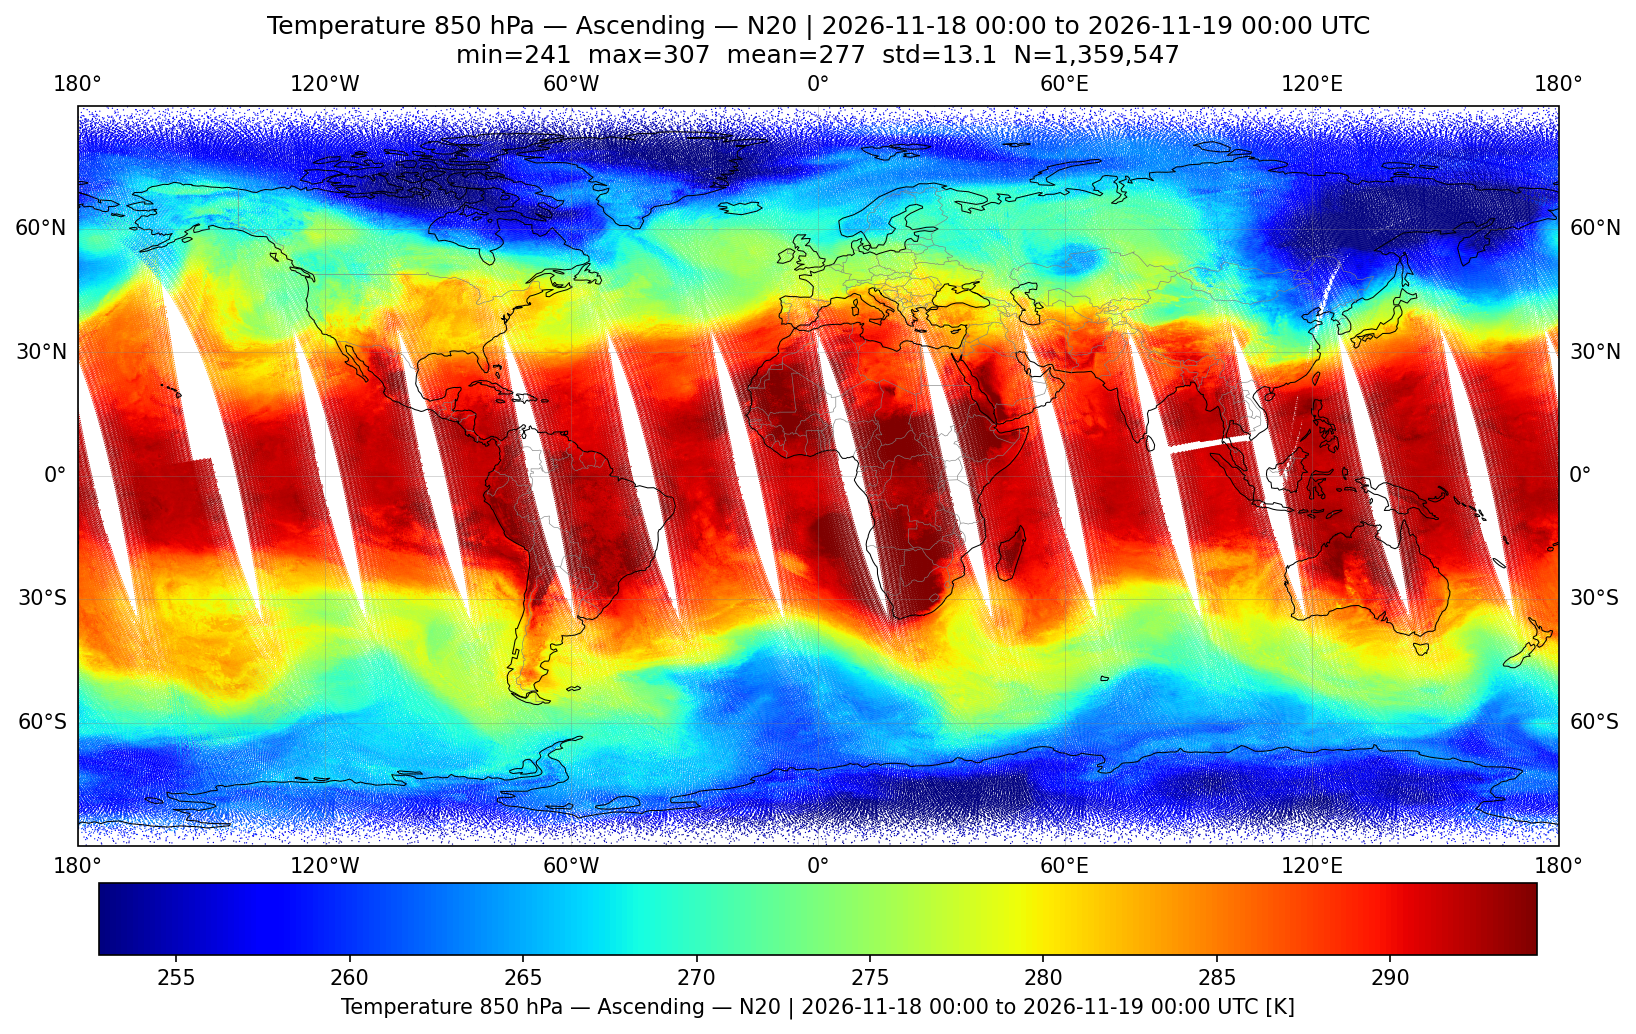 Temperature 850 hPa — Ascending — N20 | 2026-11-18 00:00 to 2026-11-19 00:00 UTC
min=241 max=307 mean=277 std=13.1 N=1,359,547
180° 120°W 60°W 0° 60°E 120°E 180°
60°N 60°N
30°N 30°N
0° 0°
30°S 30°S
60°S 60°S
180° 120°W 60°W 0° 60°E 120°E 180°
255 260 265 270 275 280 285 290
Temperature 850 hPa — Ascending — N20 | 2026-11-18 00:00 to 2026-11-19 00:00 UTC [K]